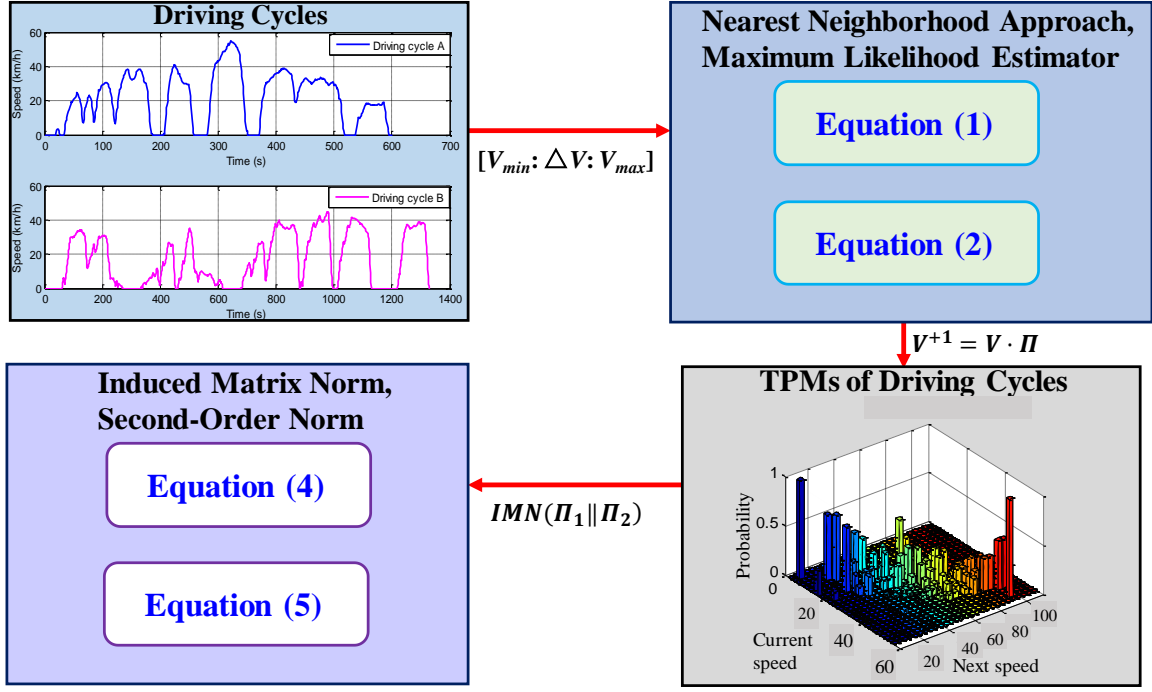 Driving Cycles
Speed (km/h)
60
40
20
0
Driving cycle A
0 100 200 300 400 500 600 700
Time (s)
Speed (km/h)
60
40
20
0
Driving cycle B
0 200 400 600 800 1000 1200 1400
Time (s)
[V_min: △V: V_max]
Nearest Neighborhood Approach,
Maximum Likelihood Estimator
Equation (1)
Equation (2)
V⁺¹ = V · Π
TPMs of Driving Cycles
Probability
1
0.5
0
0
20
40
60
Current
speed
20 40 60 80 100
Next speed
IMN(Π₁‖Π₂)
Induced Matrix Norm,
Second-Order Norm
Equation (4)
Equation (5)